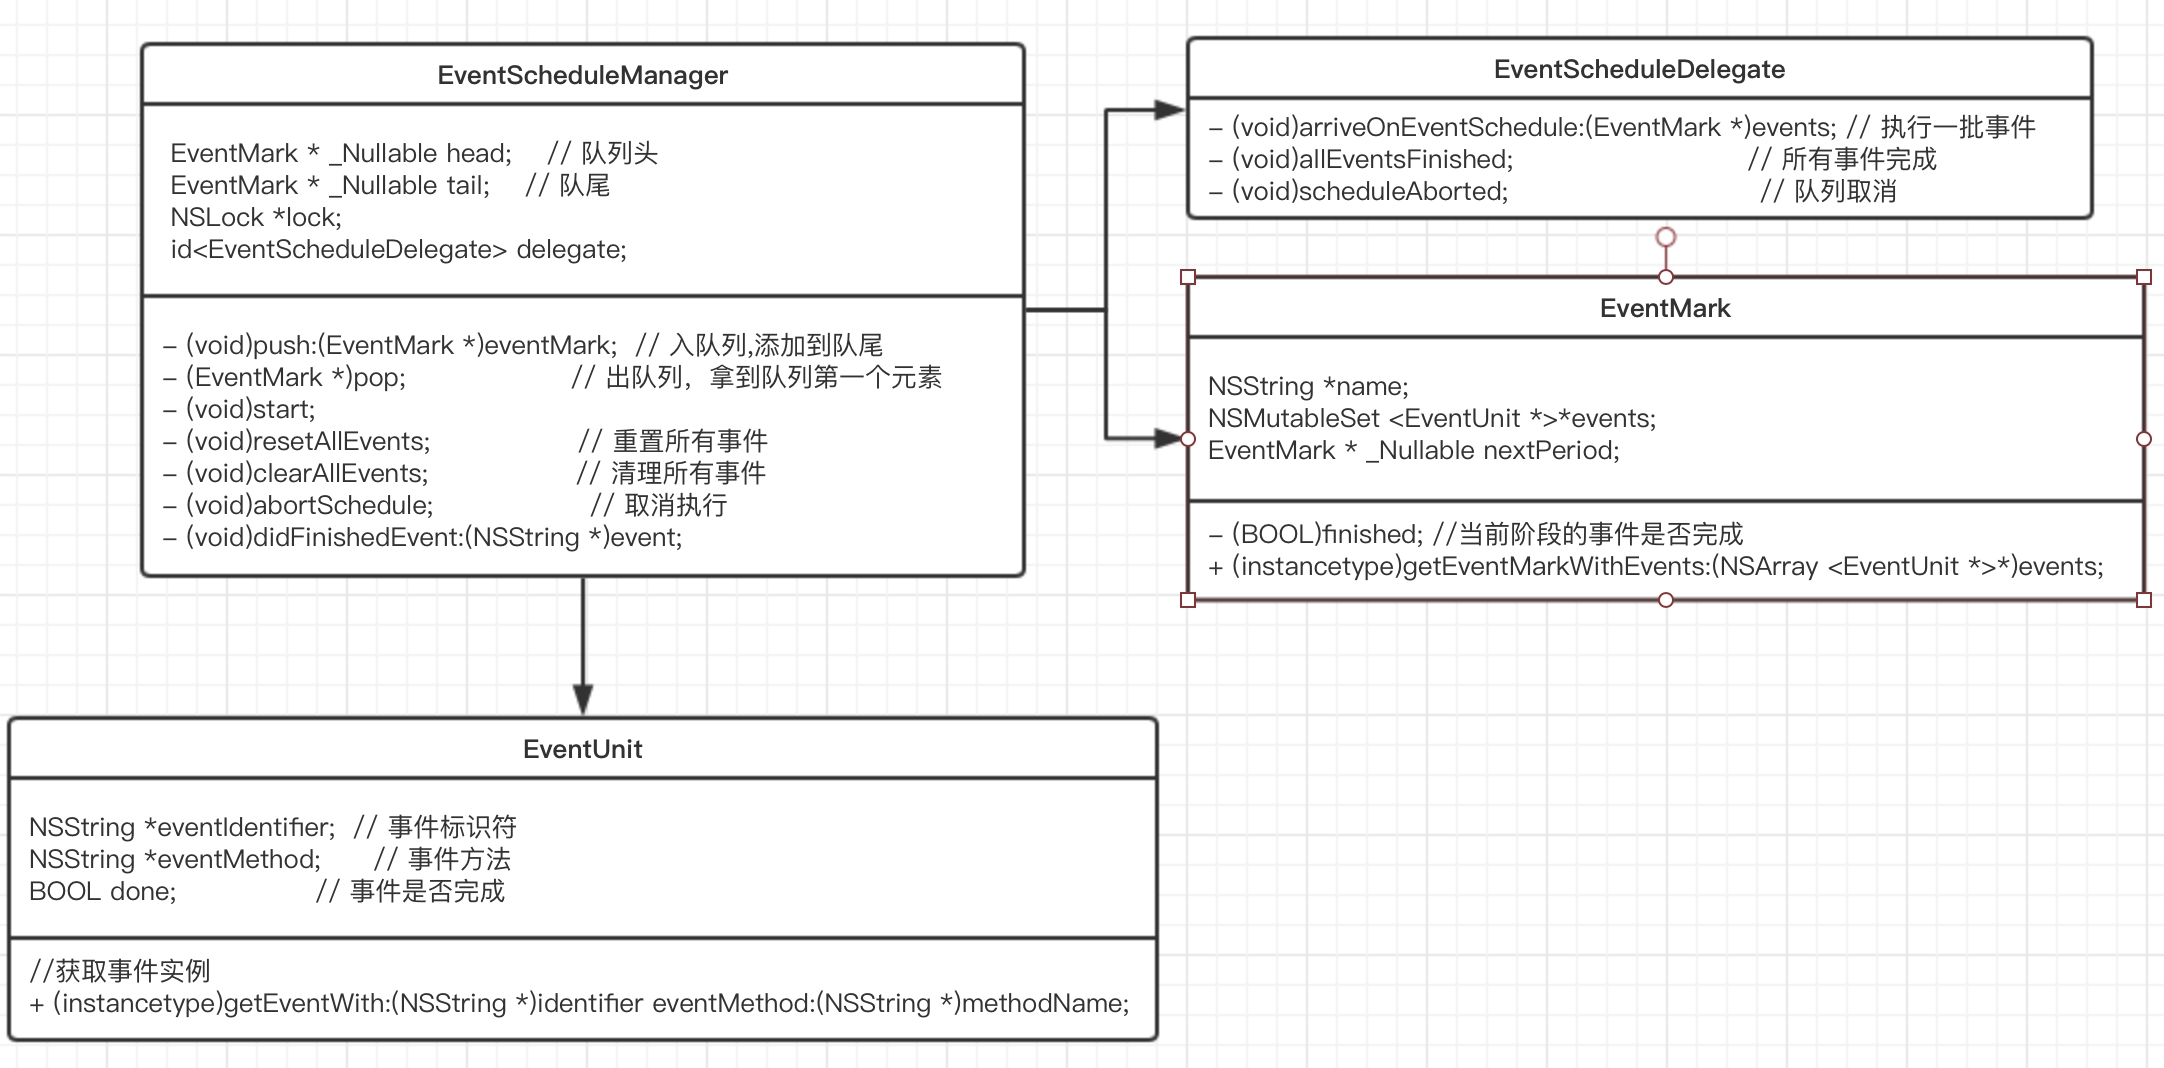 EventScheduleManager
EventMark * _Nullable head; // 队列头
EventMark * _Nullable tail; // 队尾
NSLock *lock;
id<EventScheduleDelegate> delegate;
– (void)push:(EventMark *)eventMark; // 入队列,添加到队尾
– (EventMark *)pop; // 出队列，拿到队列第一个元素
– (void)start;
– (void)resetAllEvents; // 重置所有事件
– (void)clearAllEvents; // 清理所有事件
– (void)abortSchedule; // 取消执行
– (void)didFinishedEvent:(NSString *)event;
EventScheduleDelegate
– (void)arriveOnEventSchedule:(EventMark *)events; // 执行一批事件
– (void)allEventsFinished; // 所有事件完成
– (void)scheduleAborted; // 队列取消
EventMark
NSString *name;
NSMutableSet <EventUnit *>*events;
EventMark * _Nullable nextPeriod;
– (BOOL)finished; //当前阶段的事件是否完成
+ (instancetype)getEventMarkWithEvents:(NSArray <EventUnit *>*)events;
EventUnit
NSString *eventIdentifier; // 事件标识符
NSString *eventMethod; // 事件方法
BOOL done; // 事件是否完成
//获取事件实例
+ (instancetype)getEventWith:(NSString *)identifier eventMethod:(NSString *)methodName;